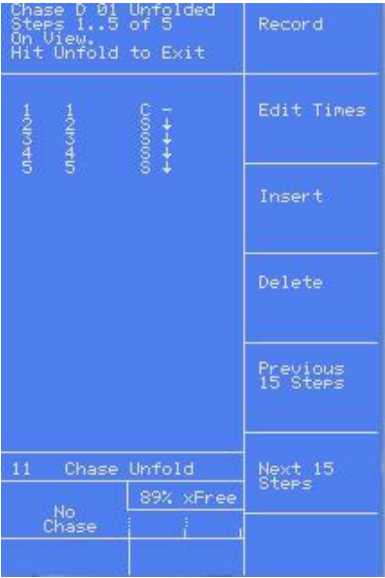 Chase D 01 Unfolded
Steps 1..5 of 5
On View.
Hit Unfold to Exit
1 1 C -
2 2 S ↓
3 3 S ↓
4 4 S ↓
5 5 S ↓
11 Chase Unfold
No
Chase
89% xFree
Record
Edit Times
Insert
Delete
Previous
15 Steps
Next 15
Steps